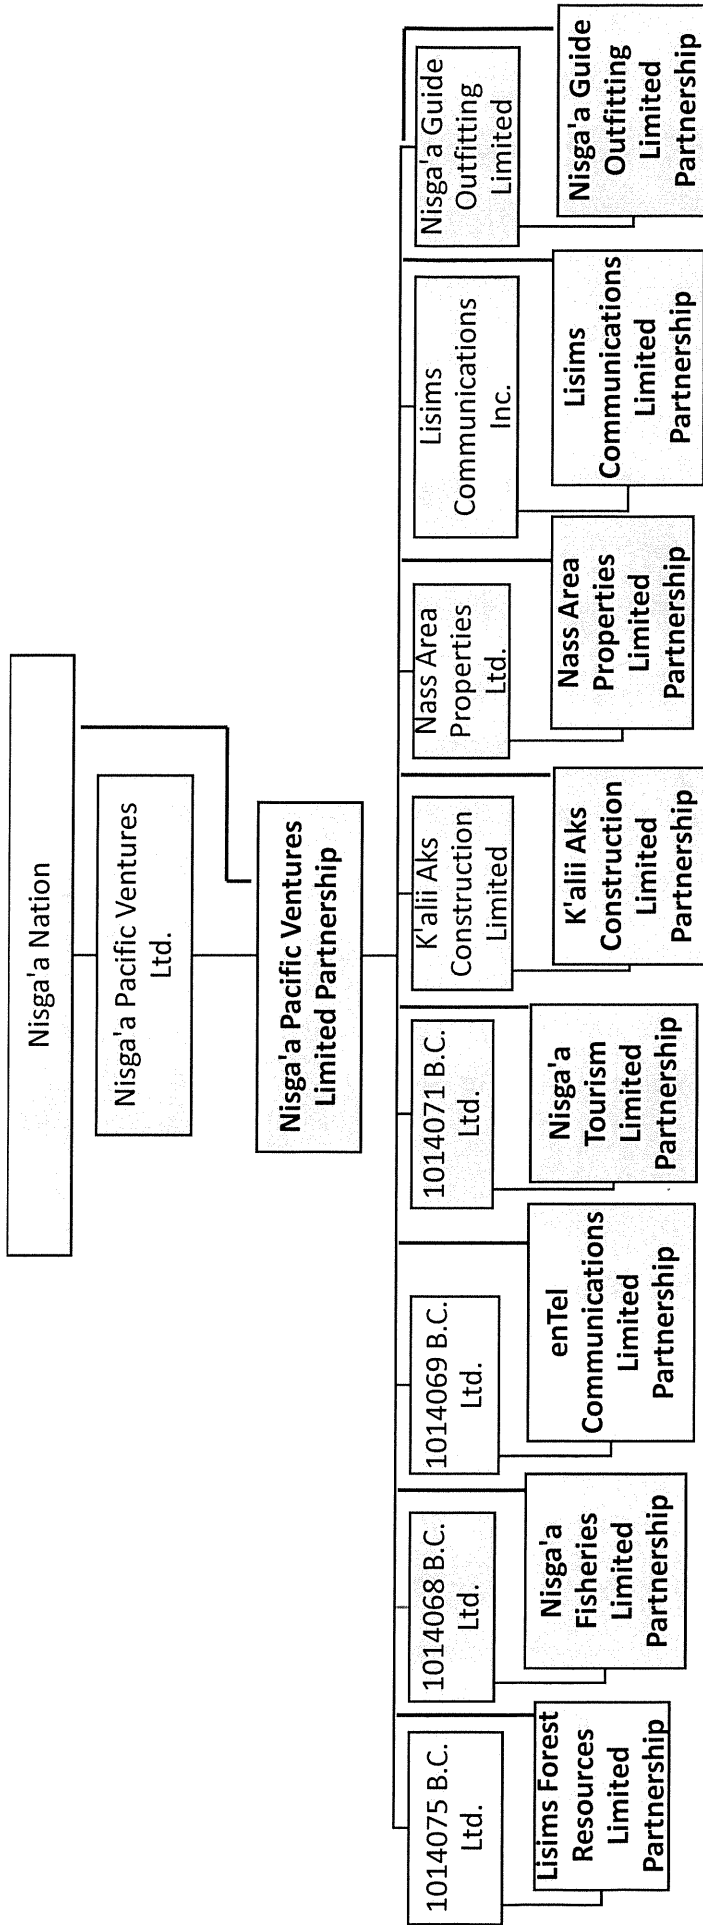 Nisga'a Nation
Nisga'a Pacific Ventures
Ltd.
Nisga'a Pacific Ventures
Limited Partnership
1014075 B.C.
Ltd.
1014068 B.C.
Ltd.
1014069 B.C.
Ltd.
1014071 B.C.
Ltd.
K'alii Aks
Construction
Limited
Nass Area
Properties
Ltd.
Lisims
Communications
Inc.
Nisga'a Guide
Outfitting
Limited
Lisims Forest
Resources
Limited
Partnership
Nisga'a
Fisheries
Limited
Partnership
enTel
Communications
Limited
Partnership
Nisga'a
Tourism
Limited
Partnership
K'alii Aks
Construction
Limited
Partnership
Nass Area
Properties
Limited
Partnership
Lisims
Communications
Limited
Partnership
Nisga'a Guide
Outfitting
Limited
Partnership